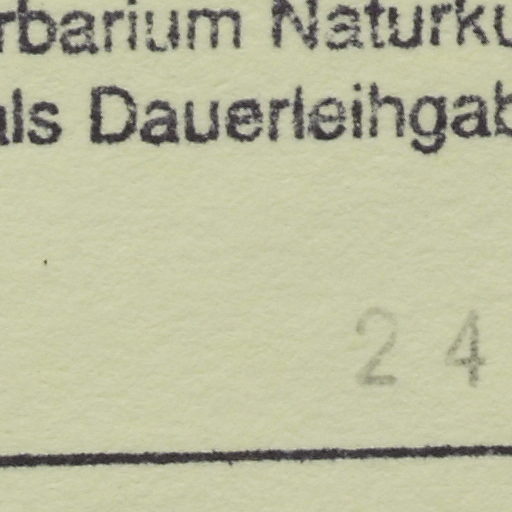 rbarium Naturku
als Dauerleihgab
2 4